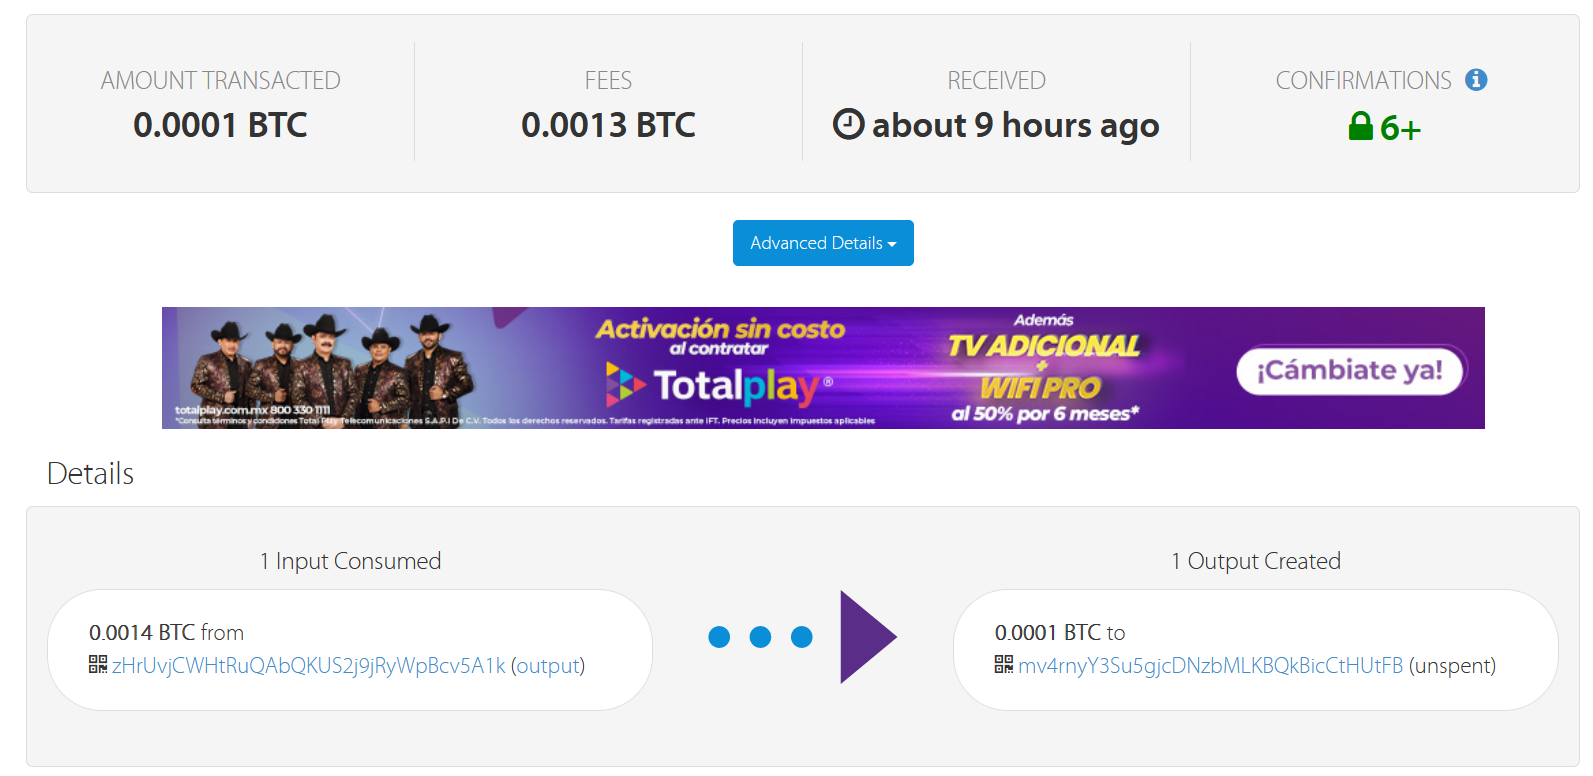 AMOUNT TRANSACTED
0.0001 BTC
FEES
0.0013 BTC
RECEIVED
about 9 hours ago
CONFIRMATIONS
6+
Advanced Details
totalplay.com.mx 800 330 1111
*Consulta términos y condiciones Total Play Telecomunicaciones S.A.P.I De C.V. Todos los derechos reservados. Tarifas registradas ante IFT. Precios incluyen impuestos aplicables
Activación sin costo
al contratar
Totalplay®
Además
TV ADICIONAL
+
WIFI PRO
al 50% por 6 meses*
¡Cámbiate ya!
Details
1 Input Consumed
0.0014 BTC from
zHrUvjCWHtRuQAbQKUS2j9jRyWpBcv5A1k (output)
1 Output Created
0.0001 BTC to
mv4rnyY3Su5gjcDNzbMLKBQkBicCtHUtFB (unspent)